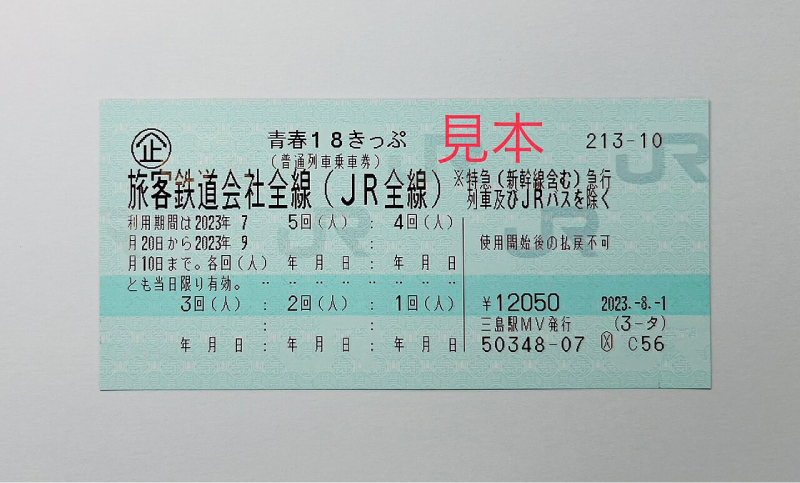 見本
企 青春18きっぷ 213-10
(普通列車乗車券)
旅客鉄道会社全線(JR全線) ※特急(新幹線含む)急行
列車及びJRバスを除く
利用期間は2023年7
月20日から2023年9
月10日まで。各回(人)
とも当日限り有効。
5回(人) : 4回(人)
:
年 月 日 : 年 月 日
3回(人) : 2回(人) : 1回(人)
: :
年 月 日 : 年 月 日 : 年 月 日
使用開始後の払戻不可
¥12050 2023.-8.-1
三島駅MV発行 (3-タ)
50348-07 X C56
JR
JR
JR